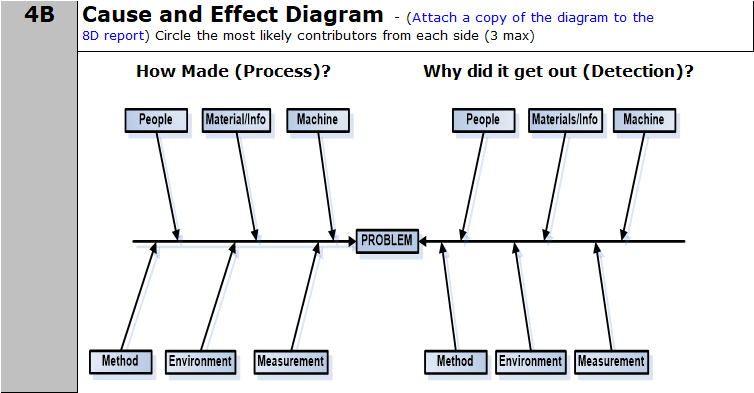 4B
Cause and Effect Diagram - (Attach a copy of the diagram to the
8D report) Circle the most likely contributors from each side (3 max)
How Made (Process)? Why did it get out (Detection)?
People Material/Info Machine People Materials/Info Machine
PROBLEM
Method Environment Measurement Method Environment Measurement